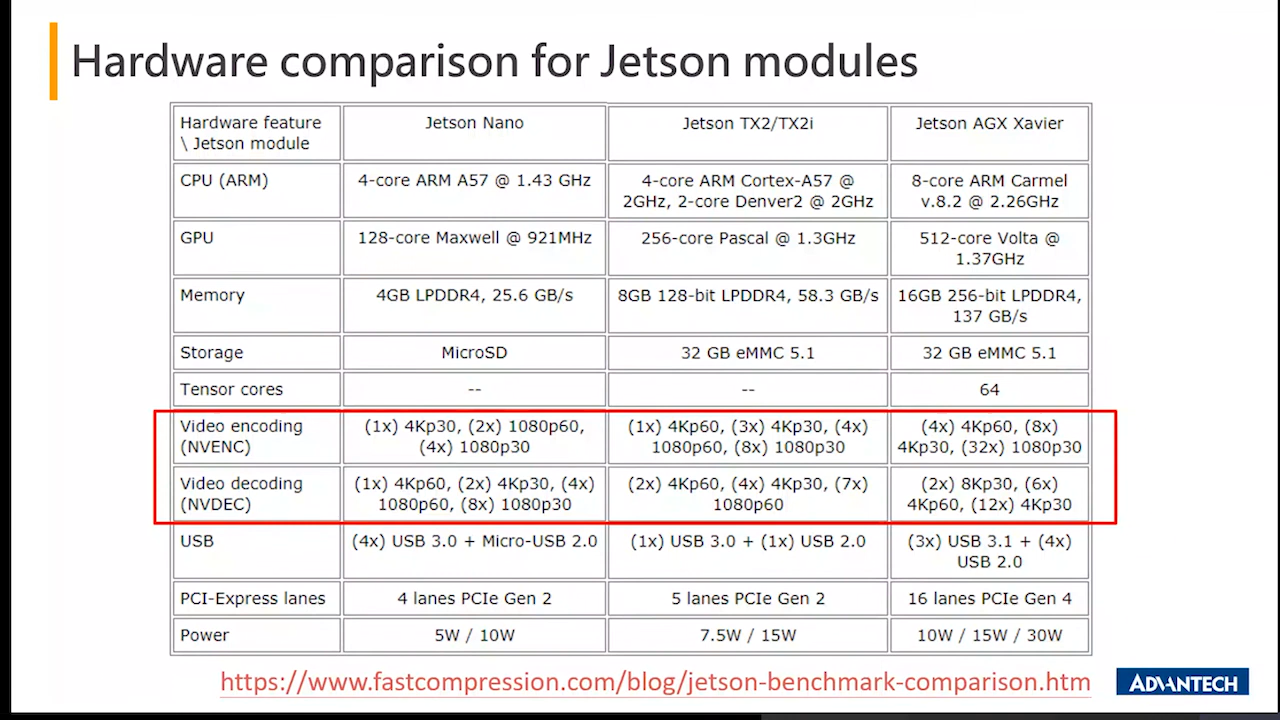 Hardware comparison for Jetson modules
Hardware feature
\ Jetson module
Jetson Nano
Jetson TX2/TX2i
Jetson AGX Xavier
CPU (ARM)
4-core ARM A57 @ 1.43 GHz
4-core ARM Cortex-A57 @
2GHz, 2-core Denver2 @ 2GHz
8-core ARM Carmel
v.8.2 @ 2.26GHz
GPU
128-core Maxwell @ 921MHz
256-core Pascal @ 1.3GHz
512-core Volta @
1.37GHz
Memory
4GB LPDDR4, 25.6 GB/s
8GB 128-bit LPDDR4, 58.3 GB/s
16GB 256-bit LPDDR4,
137 GB/s
Storage
MicroSD
32 GB eMMC 5.1
32 GB eMMC 5.1
Tensor cores
--
--
64
Video encoding
(NVENC)
(1x) 4Kp30, (2x) 1080p60,
(4x) 1080p30
(1x) 4Kp60, (3x) 4Kp30, (4x)
1080p60, (8x) 1080p30
(4x) 4Kp60, (8x)
4Kp30, (32x) 1080p30
Video decoding
(NVDEC)
(1x) 4Kp60, (2x) 4Kp30, (4x)
1080p60, (8x) 1080p30
(2x) 4Kp60, (4x) 4Kp30, (7x)
1080p60
(2x) 8Kp30, (6x)
4Kp60, (12x) 4Kp30
USB
(4x) USB 3.0 + Micro-USB 2.0
(1x) USB 3.0 + (1x) USB 2.0
(3x) USB 3.1 + (4x)
USB 2.0
PCI-Express lanes
4 lanes PCIe Gen 2
5 lanes PCIe Gen 2
16 lanes PCIe Gen 4
Power
5W / 10W
7.5W / 15W
10W / 15W / 30W
https://www.fastcompression.com/blog/jetson-benchmark-comparison.htm
ADVANTECH